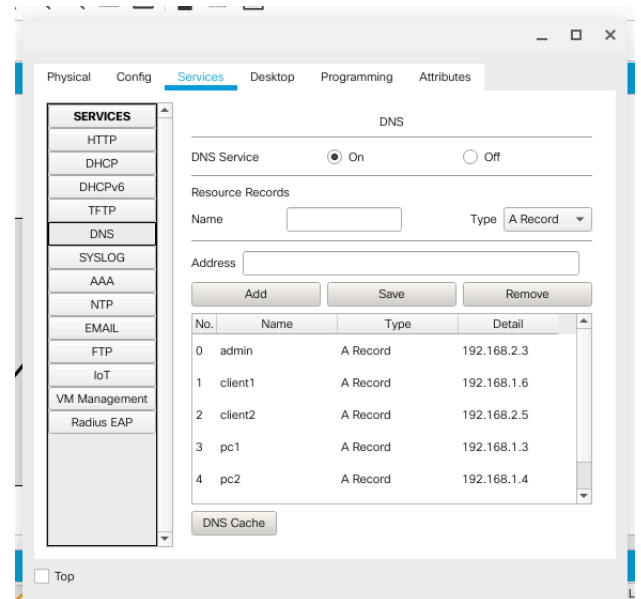 Physical Config Services Desktop Programming Attributes
SERVICES
HTTP
DHCP
DHCPv6
TFTP
DNS
SYSLOG
AAA
NTP
EMAIL
FTP
IoT
VM Management
Radius EAP
DNS
DNS Service On Off
Resource Records
Name Type A Record
Address
Add Save Remove
No. Name Type Detail
0 admin A Record 192.168.2.3
1 client1 A Record 192.168.1.6
2 client2 A Record 192.168.2.5
3 pc1 A Record 192.168.1.3
4 pc2 A Record 192.168.1.4
DNS Cache
Top